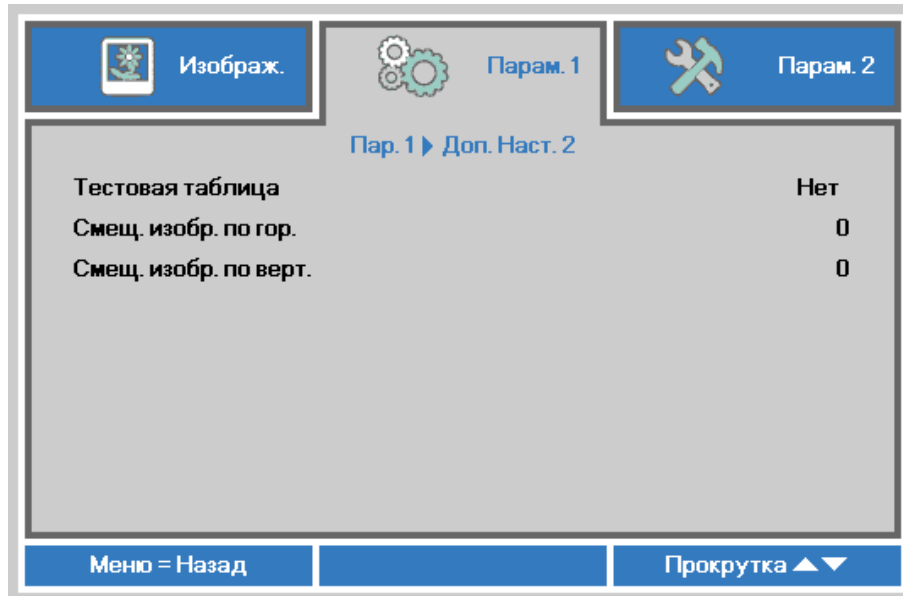 Изображ.
Парам. 1
Парам. 2
Пар. 1 ▶ Доп. Наст. 2
Тестовая таблица Нет
Смещ. изобр. по гор. 0
Смещ. изобр. по верт. 0
Меню = Назад
Прокрутка ▲▼